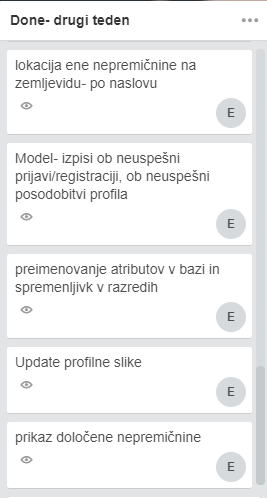 Done- drugi teden
lokacija ene nepremičnine na
zemljevidu- po naslovu
E
Model- izpisi ob neuspešni
prijavi/registraciji, ob neuspešni
posodobitvi profila
E
preimenovanje atributov v bazi in
spremenljivk v razredih
E
Update profilne slike
E
prikaz določene nepremičnine
E